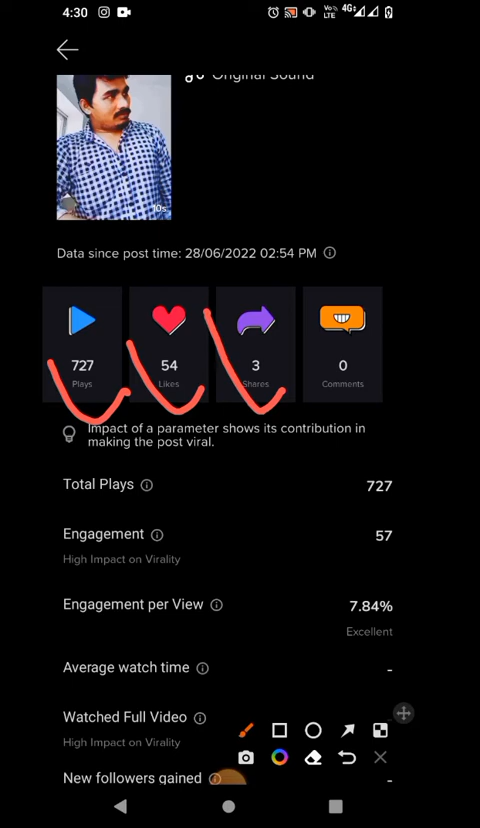 4:30 Vo LTE 4G
Original Sound
10s
Data since post time: 28/06/2022 02:54 PM
727 54 3 0
Plays Likes Shares Comments
Impact of a parameter shows its contribution in
making the post viral.
Total Plays 727
Engagement 57
High Impact on Virality
Engagement per View 7.84%
Excellent
Average watch time -
Watched Full Video
High Impact on Virality
New followers gained -